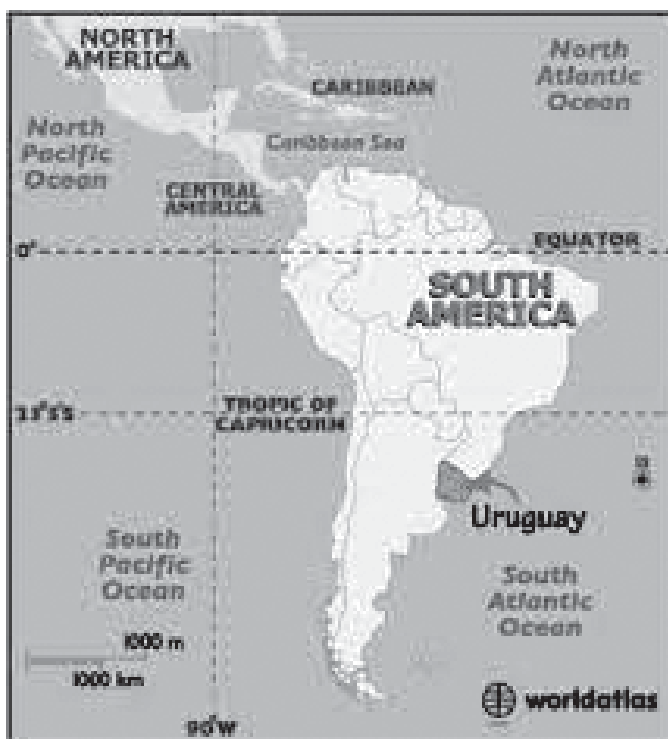 NORTH
AMERICA
North
Atlantic
Ocean
CARIBBEAN
North
Pacific
Ocean
Caribbean Sea
CENTRAL
AMERICA
EQUATOR
0°
SOUTH
AMERICA
TROPIC OF
CAPRICORN
Uruguay
South
Pacific
Ocean
South
Atlantic
Ocean
1000 m
1000 km
worldatlas
90°W